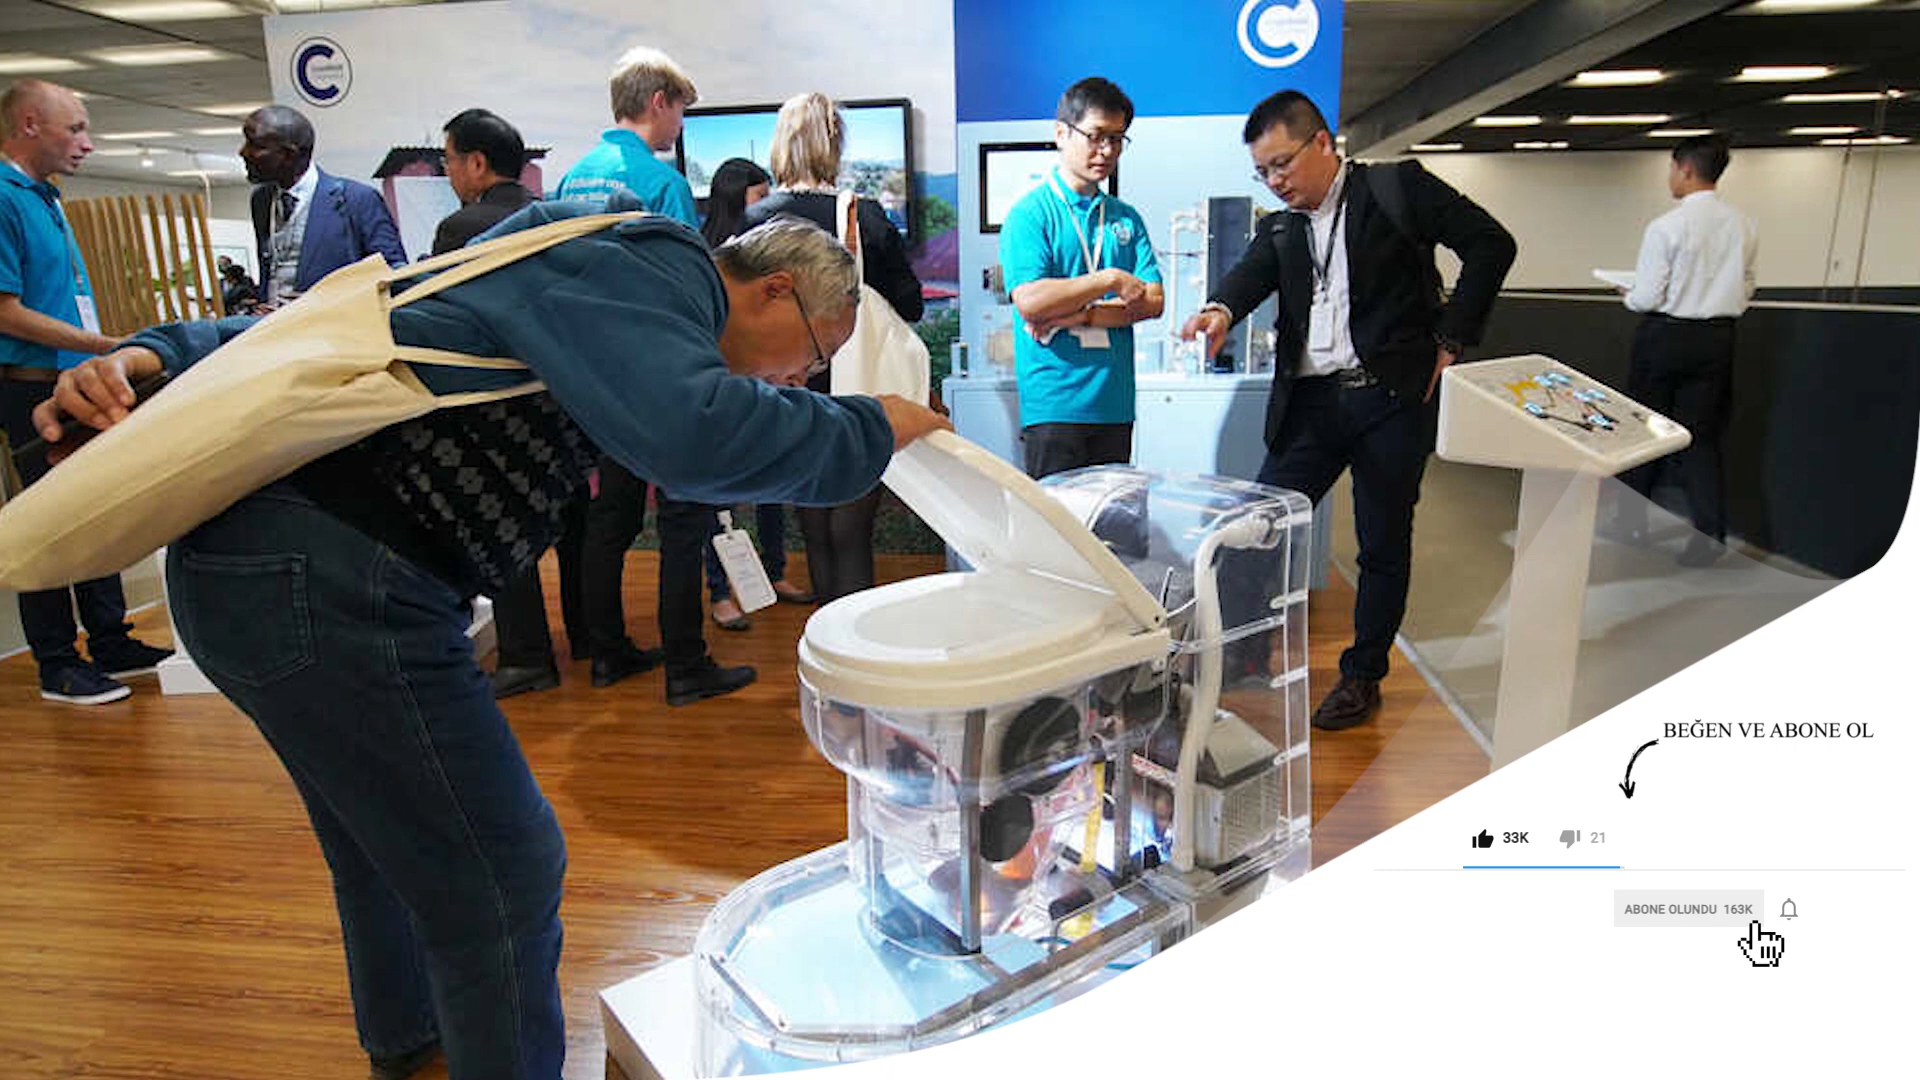 BEĞEN VE ABONE OL
33K
21
ABONE OLUNDU 163K